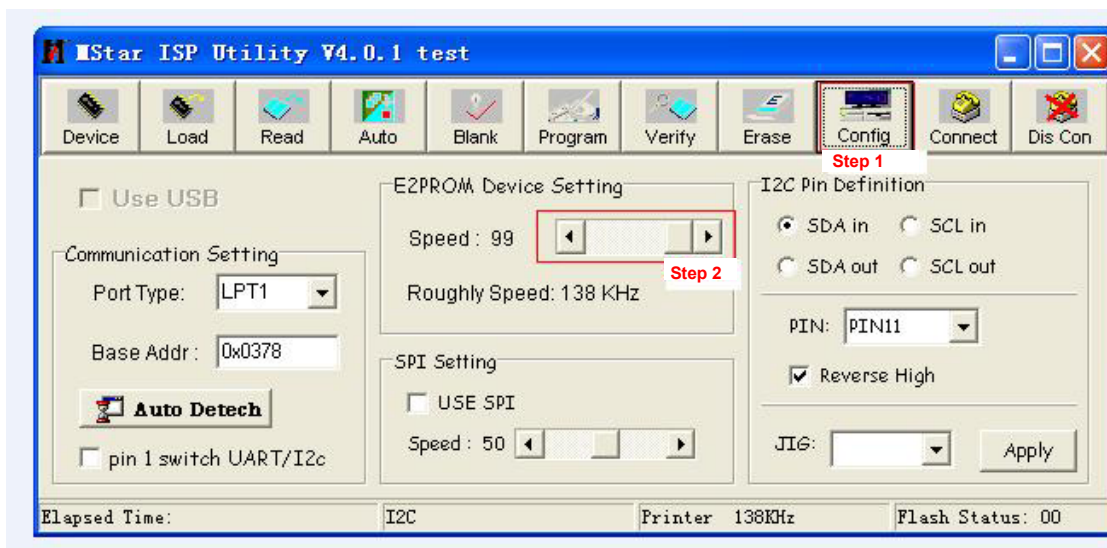 MStar ISP Utility V4.0.1 test
Device Load Read Auto Blank Program Verify Erase Config Connect Dis Con
Step 1
Use USB
Communication Setting
Port Type: LPT1
Base Addr : 0x0378
Auto Detech
pin 1 switch UART/I2c
E2PROM Device Setting
Speed : 99
Step 2
Roughly Speed: 138 KHz
SPI Setting
USE SPI
Speed : 50
I2C Pin Definition
SDA in SCL in
SDA out SCL out
PIN: PIN11
Reverse High
JIG: Apply
Elapsed Time: I2C Printer 138KHz Flash Status: 00